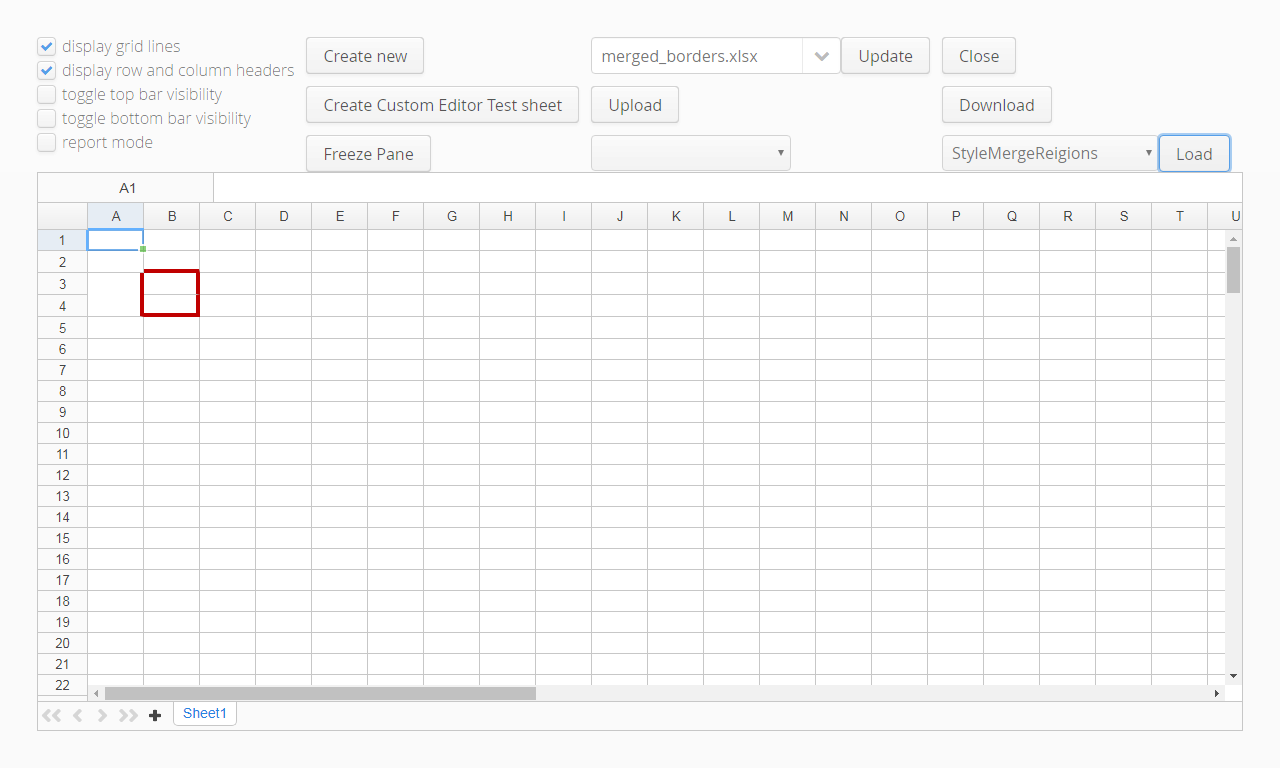 display grid lines
display row and column headers
toggle top bar visibility
toggle bottom bar visibility
report mode
Create new
merged_borders.xlsx
Update
Close
Create Custom Editor Test sheet
Upload
Download
Freeze Pane
StyleMergeReigions
Load
A1
A B C D E F G H I J K L M N O P Q R S T U
1
2
3
4
5
6
7
8
9
10
11
12
13
14
15
16
17
18
19
20
21
22
Sheet1